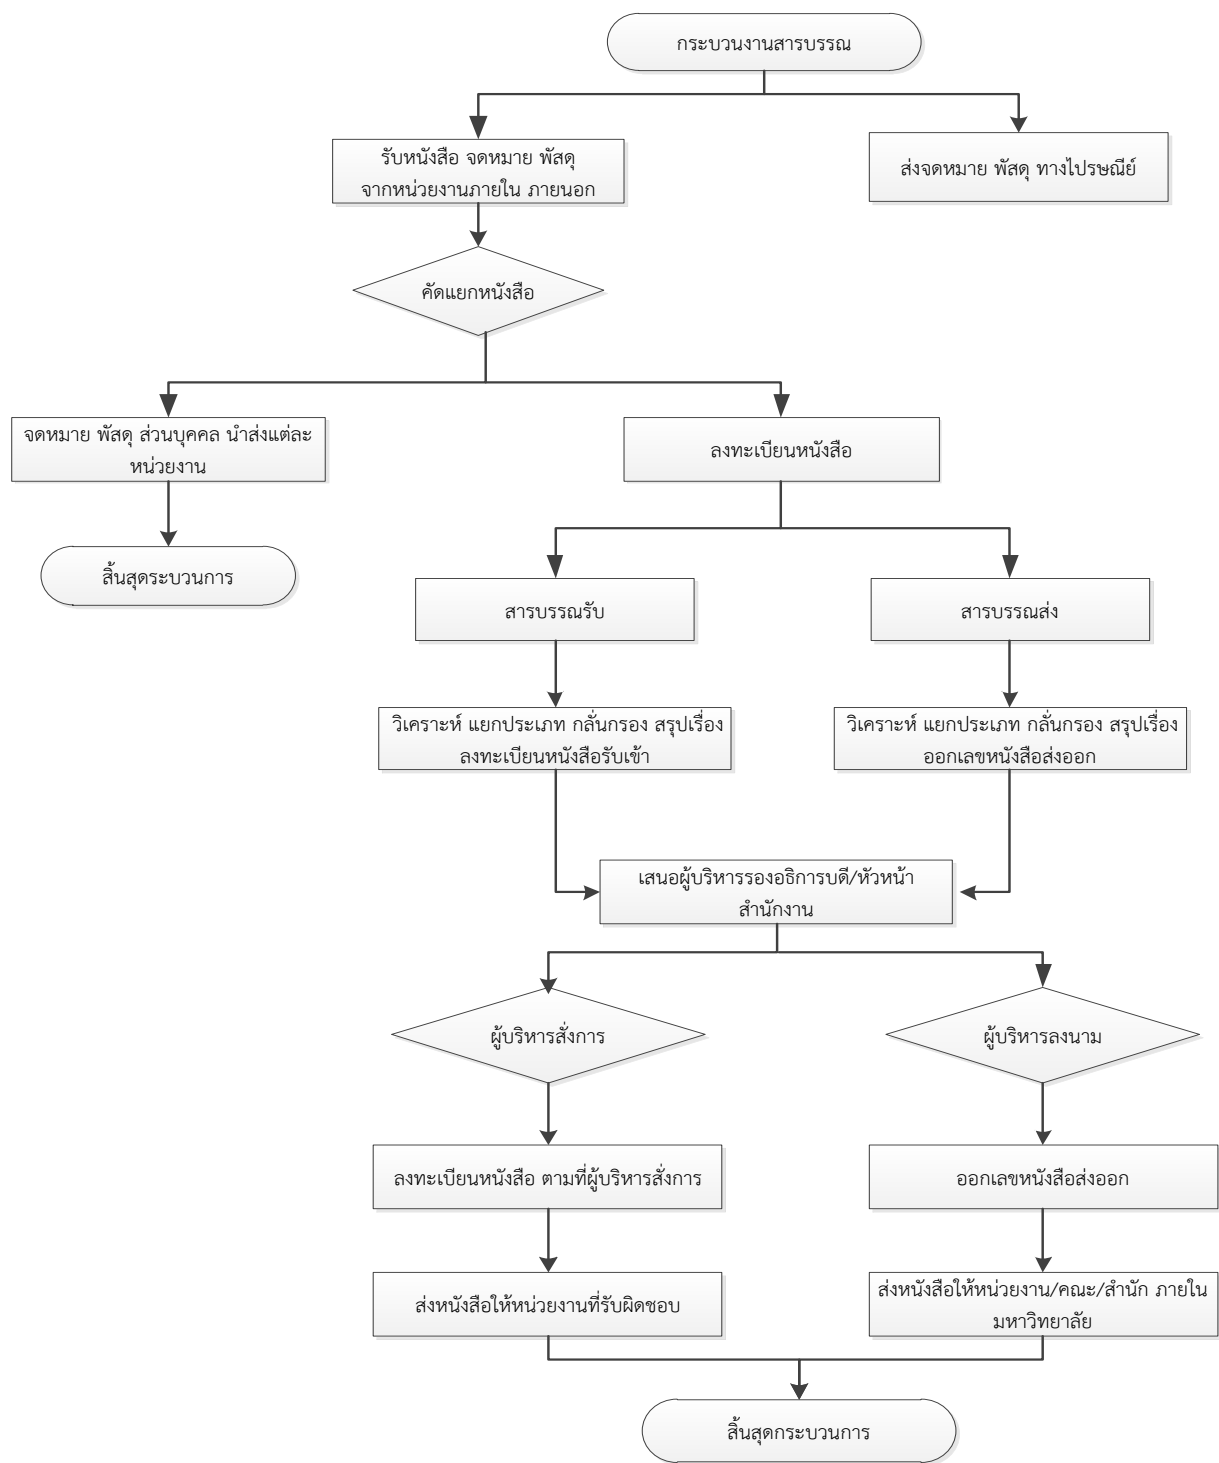 กระบวนงานสารบรรณ
รับหนังสือ จดหมาย พัสดุ
จากหน่วยงานภายใน ภายนอก
ส่งจดหมาย พัสดุ ทางไปรษณีย์
คัดแยกหนังสือ
จดหมาย พัสดุ ส่วนบุคคล นำส่งแต่ละ
หน่วยงาน
ลงทะเบียนหนังสือ
สิ้นสุดระบวนการ
สารบรรณรับ
สารบรรณส่ง
วิเคราะห์ แยกประเภท กลั่นกรอง สรุปเรื่อง
ลงทะเบียนหนังสือรับเข้า
วิเคราะห์ แยกประเภท กลั่นกรอง สรุปเรื่อง
ออกเลขหนังสือส่งออก
เสนอผู้บริหารรองอธิการบดี/หัวหน้า
สำนักงาน
ผู้บริหารสั่งการ
ผู้บริหารลงนาม
ลงทะเบียนหนังสือ ตามที่ผู้บริหารสั่งการ
ออกเลขหนังสือส่งออก
ส่งหนังสือให้หน่วยงานที่รับผิดชอบ
ส่งหนังสือให้หน่วยงาน/คณะ/สำนัก ภายใน
มหาวิทยาลัย
สิ้นสุดกระบวนการ